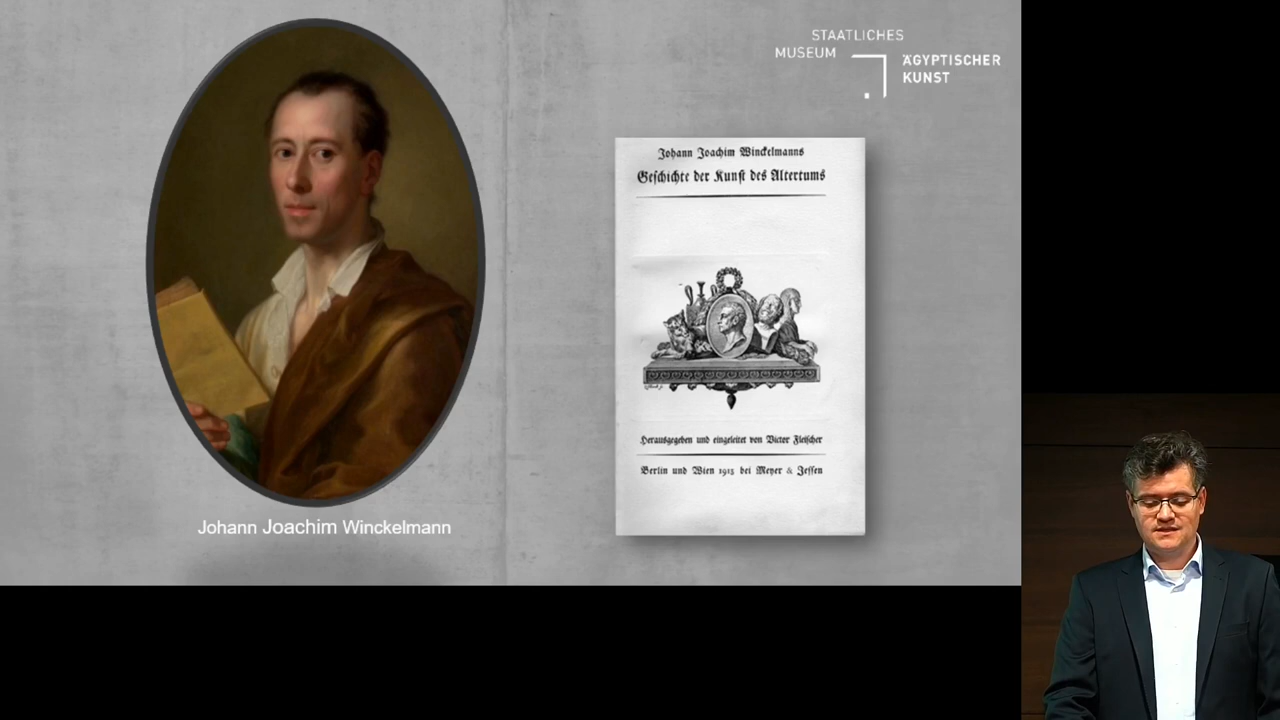 STAATLICHES
MUSEUM
ÄGYPTISCHER
KUNST
Johann Joachim Winckelmanns
Geschichte der Kunst des Altertums
Herausgegeben und eingeleitet von Victor Fleischer
Berlin und Wien 1913 bei Meyer & Jessen
Johann Joachim Winckelmann